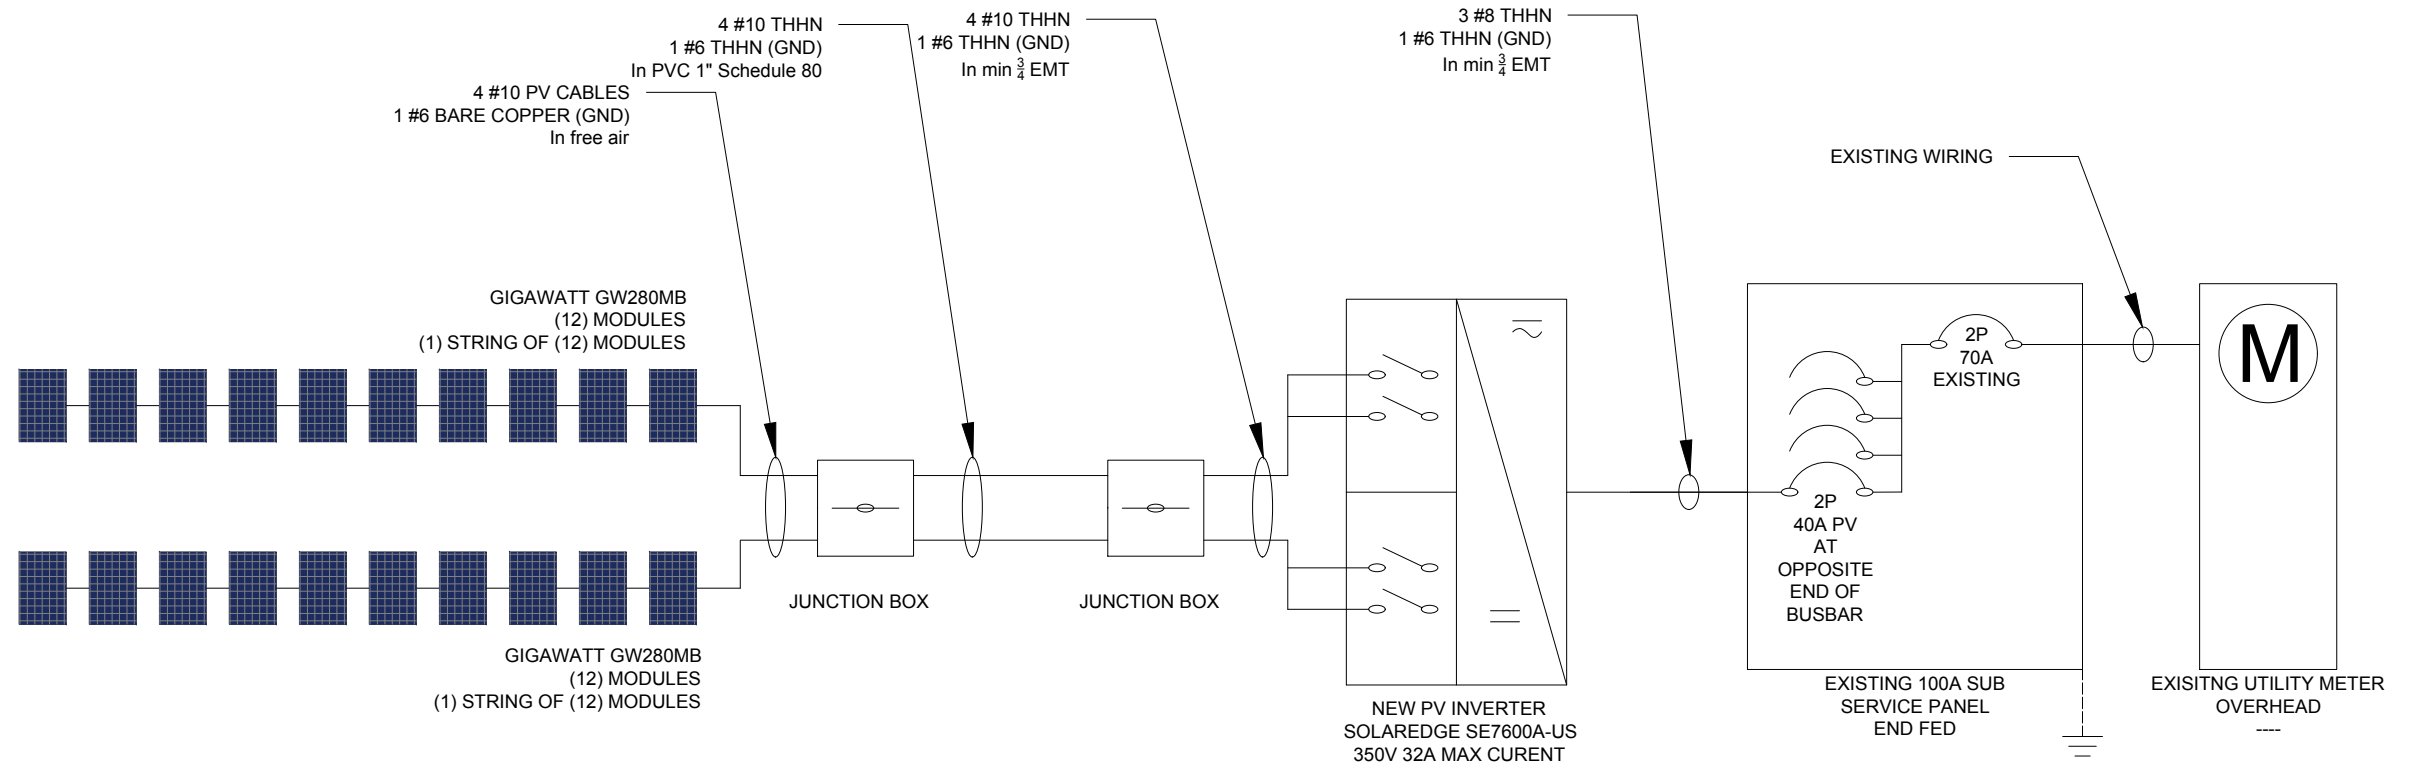 4 #10 THHN
1 #6 THHN (GND)
In PVC 1" Schedule 80
4 #10 THHN
1 #6 THHN (GND)
In min ¾ EMT
3 #8 THHN
1 #6 THHN (GND)
In min ¾ EMT
4 #10 PV CABLES
1 #6 BARE COPPER (GND)
In free air
EXISTING WIRING
GIGAWATT GW280MB
(12) MODULES
(1) STRING OF (12) MODULES
GIGAWATT GW280MB
(12) MODULES
(1) STRING OF (12) MODULES
JUNCTION BOX
JUNCTION BOX
NEW PV INVERTER
SOLAREDGE SE7600A-US
350V 32A MAX CURENT
2P
70A
EXISTING
2P
40A PV
AT
OPPOSITE
END OF
BUSBAR
EXISTING 100A SUB
SERVICE PANEL
END FED
M
EXISITNG UTILITY METER
OVERHEAD
----